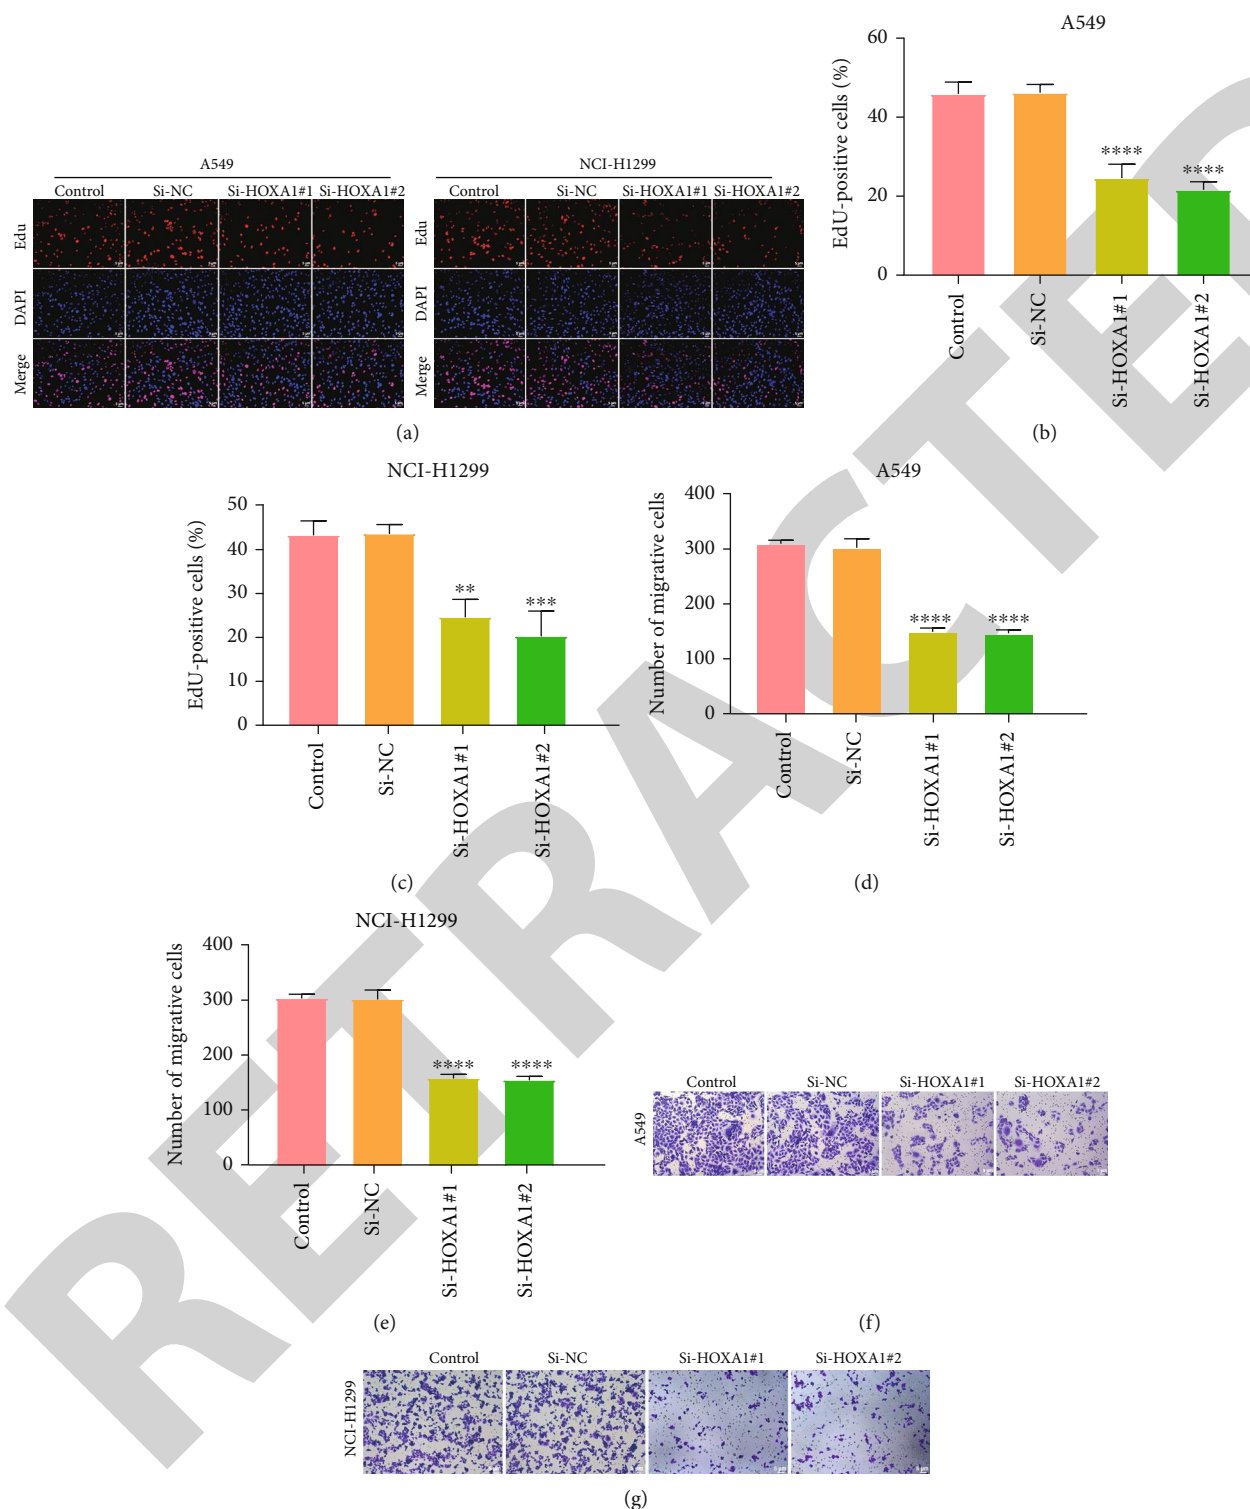 A549
Control Si-NC Si-HOXA1#1 Si-HOXA1#2
Edu
DAPI
Merge
NCI-H1299
Control Si-NC Si-HOXA1#1 Si-HOXA1#2
Edu
DAPI
Merge
(a)
A549
EdU-positive cells (%)
60
40
20
0
****
****
Control
Si-NC
Si-HOXA1#1
Si-HOXA1#2
(b)
NCI-H1299
EdU-positive cells (%)
50
40
30
20
10
0
**
***
Control
Si-NC
Si-HOXA1#1
Si-HOXA1#2
(c)
A549
Number of migrative cells
400
300
200
100
0
****
****
Control
Si-NC
Si-HOXA1#1
Si-HOXA1#2
(d)
NCI-H1299
Number of migrative cells
400
300
200
100
0
****
****
Control
Si-NC
Si-HOXA1#1
Si-HOXA1#2
(e)
Control Si-NC Si-HOXA1#1 Si-HOXA1#2
A549
(f)
Control Si-NC Si-HOXA1#1 Si-HOXA1#2
NCI-H1299
(g)
RETRACTED